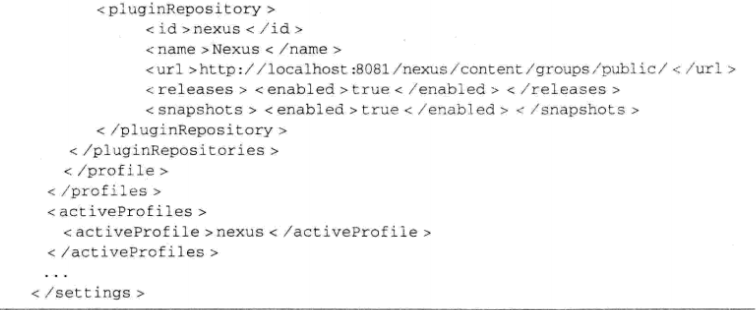 <pluginRepository>
<id>nexus</id>
<name>Nexus</name>
<url>http://localhost:8081/nexus/content/groups/public/</url>
<releases><enabled>true</enabled></releases>
<snapshots><enabled>true</enabled></snapshots>
</pluginRepository>
</pluginRepositories>
</profile>
</profiles>
<activeProfiles>
<activeProfile>nexus</activeProfile>
</activeProfiles>
...
</settings>